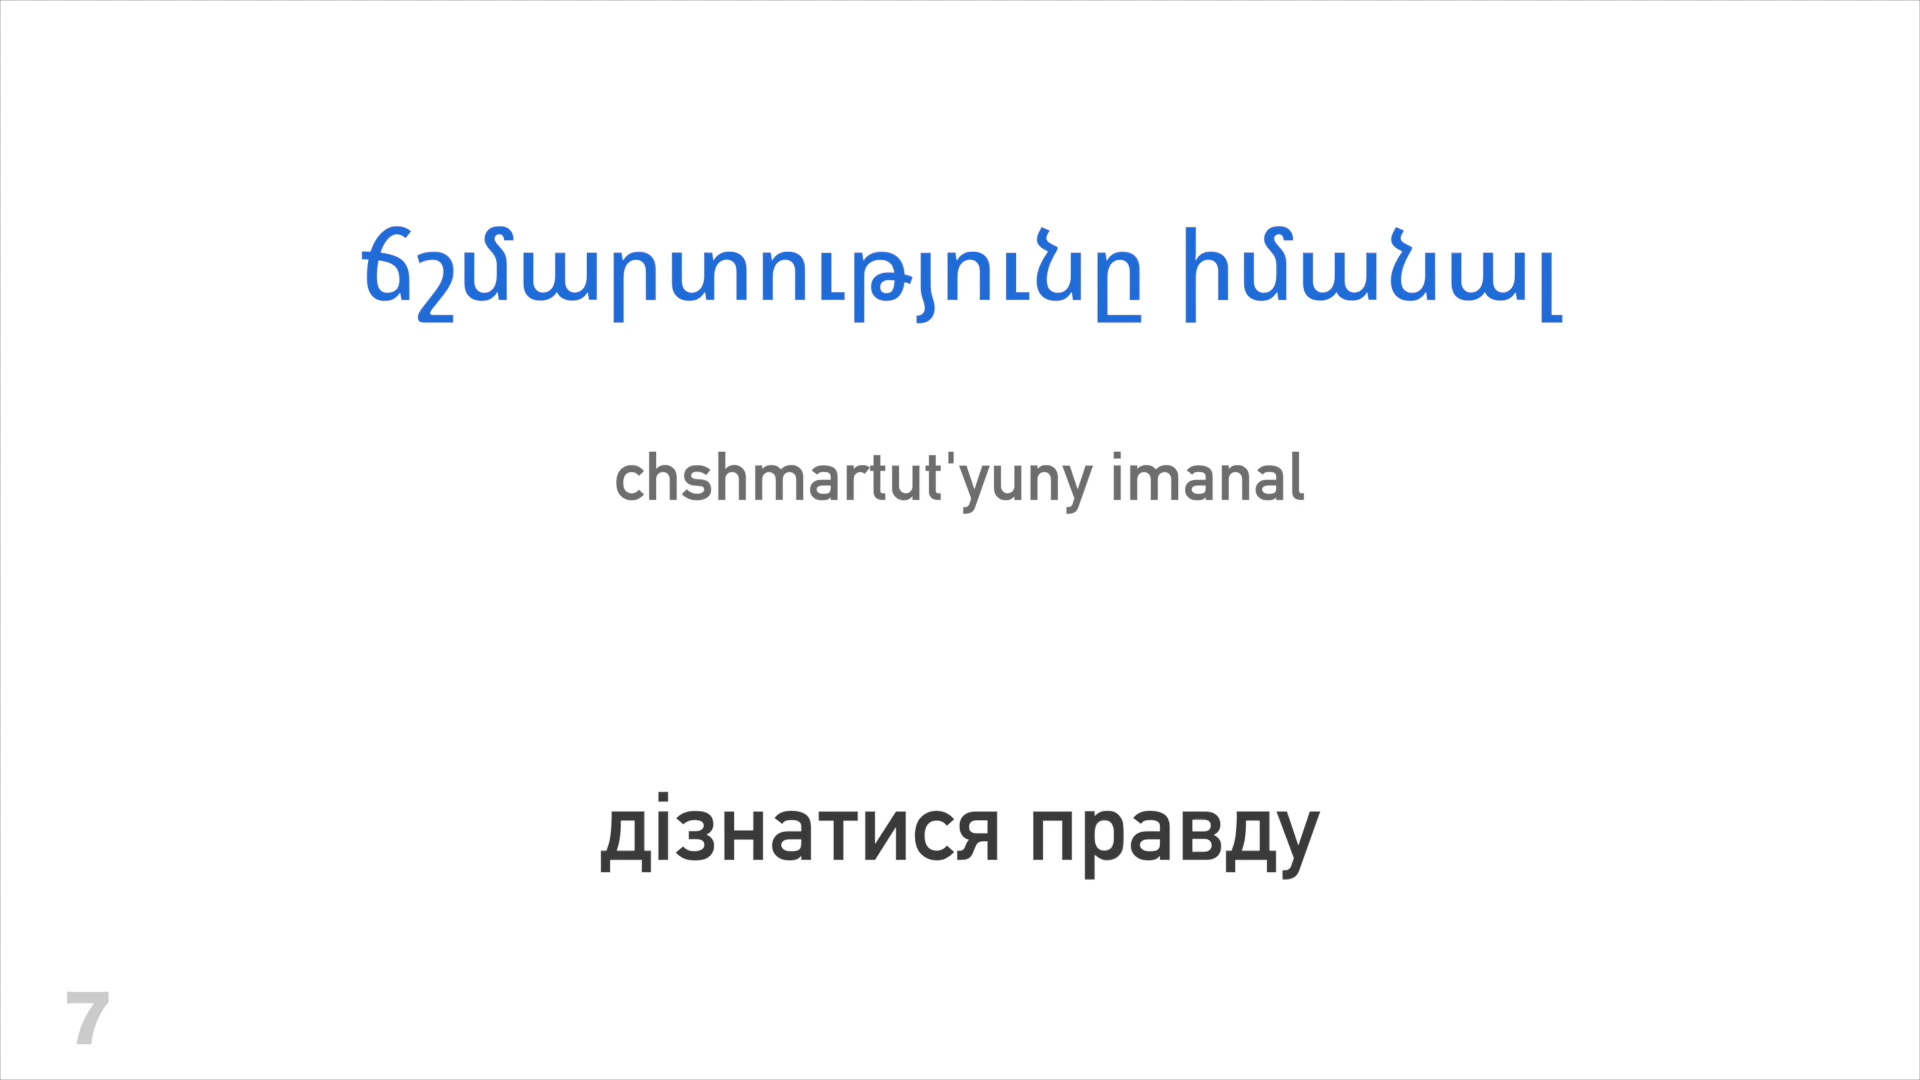 ճշմարտությունը իմանալ
chshmartut'yuny imanal
дізнатися правду
7